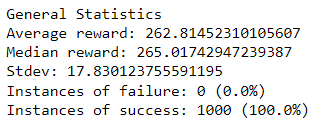 General Statistics
Average reward: 262.81452310105607
Median reward: 265.01742947239387
Stdev: 17.830123755591195
Instances of failure: 0 (0.0%)
Instances of success: 1000 (100.0%)